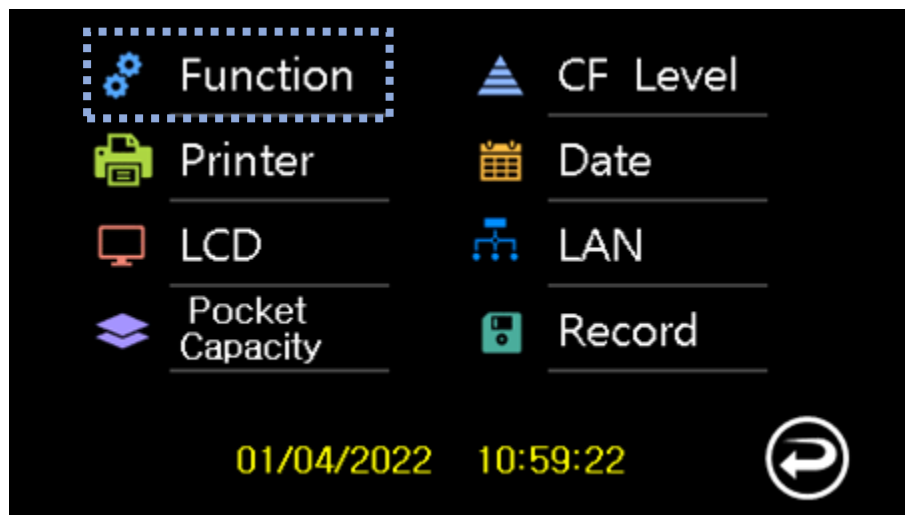 Function
CF Level
Printer
Date
LCD
LAN
Pocket
Capacity
Record
01/04/2022 10:59:22